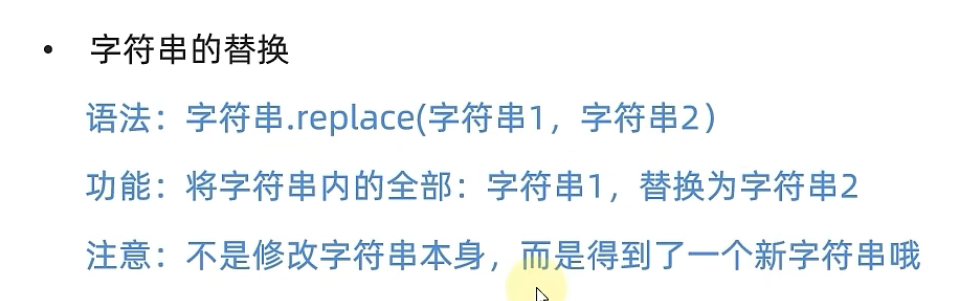 • 字符串的替换
语法：字符串.replace(字符串1，字符串2）
功能：将字符串内的全部：字符串1，替换为字符串2
注意：不是修改字符串本身，而是得到了一个新字符串哦